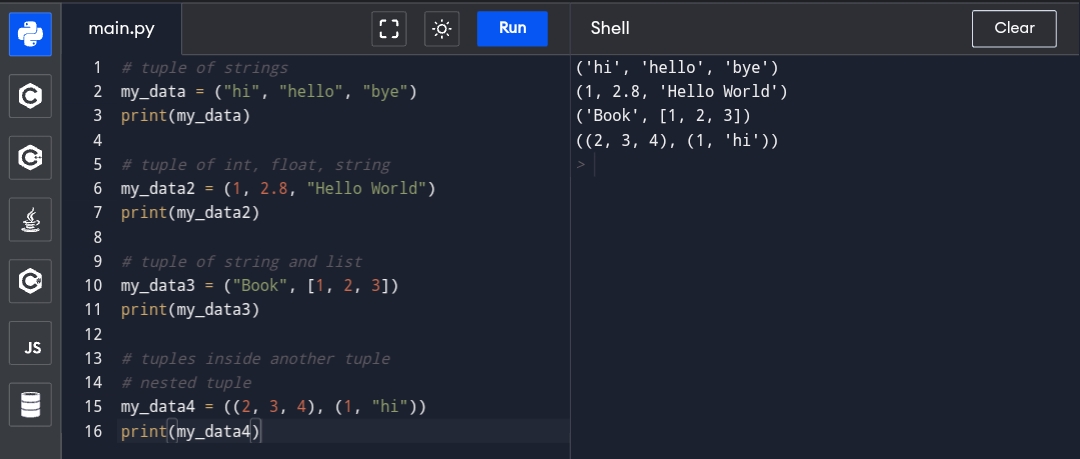 main.py
Run
Shell
Clear
1 # tuple of strings
2 my_data = ("hi", "hello", "bye")
3 print(my_data)
4
5 # tuple of int, float, string
6 my_data2 = (1, 2.8, "Hello World")
7 print(my_data2)
8
9 # tuple of string and list
10 my_data3 = ("Book", [1, 2, 3])
11 print(my_data3)
12
13 # tuples inside another tuple
14 # nested tuple
15 my_data4 = ((2, 3, 4), (1, "hi"))
16 print(my_data4)
('hi', 'hello', 'bye')
(1, 2.8, 'Hello World')
('Book', [1, 2, 3])
((2, 3, 4), (1, 'hi'))
>
C
C
C
JS